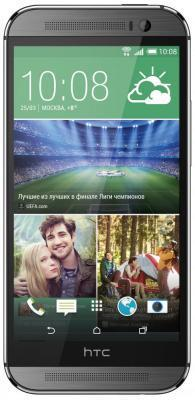 10:08
10:08
25/03 | МОСКВА, +8°
Лучшие из лучших в финале Лиги чемпионов
в UEFA.com
htc